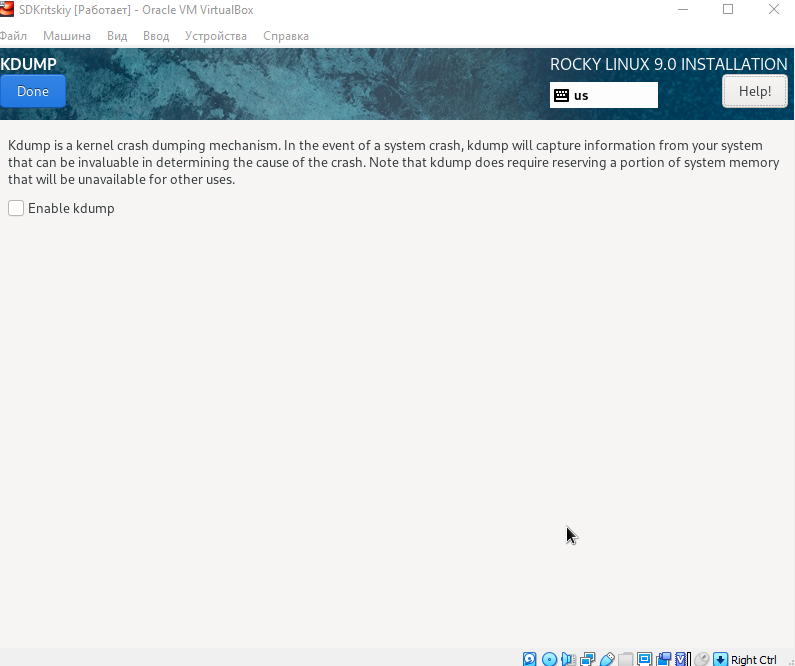 SDKritskiy [Работает] - Oracle VM VirtualBox
Файл Машина Вид Ввод Устройства Справка
KDUMP
ROCKY LINUX 9.0 INSTALLATION
Done
us
Help!
Kdump is a kernel crash dumping mechanism. In the event of a system crash, kdump will capture information from your system
that can be invaluable in determining the cause of the crash. Note that kdump does require reserving a portion of system memory
that will be unavailable for other uses.
Enable kdump
Right Ctrl